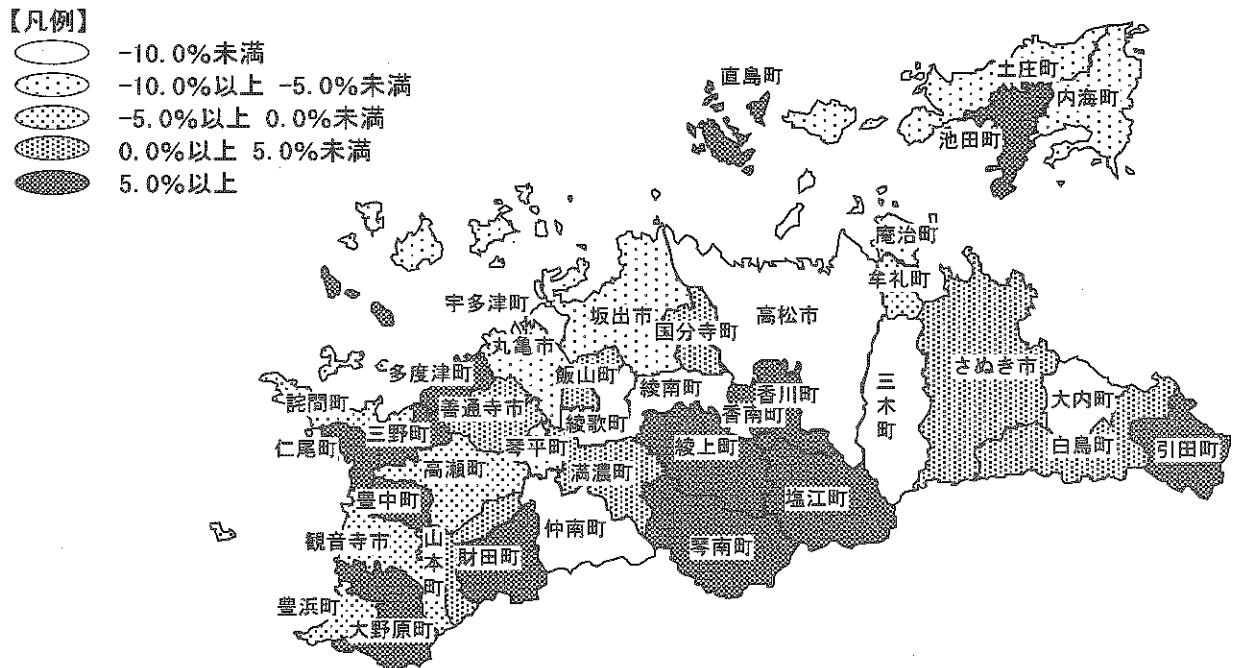 【凡例】
-10.0%未満
-10.0%以上 -5.0%未満
-5.0%以上 0.0%未満
0.0%以上 5.0%未満
5.0%以上
直島町
土庄町
内海町
池田町
庵治町
牟礼町
宇多津町
坂出市
国分寺町
高松市
丸亀市
多度津町
飯山町
綾南町
香川町
さぬき市
三木町
大内町
詫間町
善通寺市
香南町
綾歌町
三野町
仁尾町
琴平町
綾上町
白鳥町
引田町
高瀬町
満濃町
豊中町
塩江町
仲南町
観音寺市
山本町
財田町
琴南町
豊浜町
大野原町